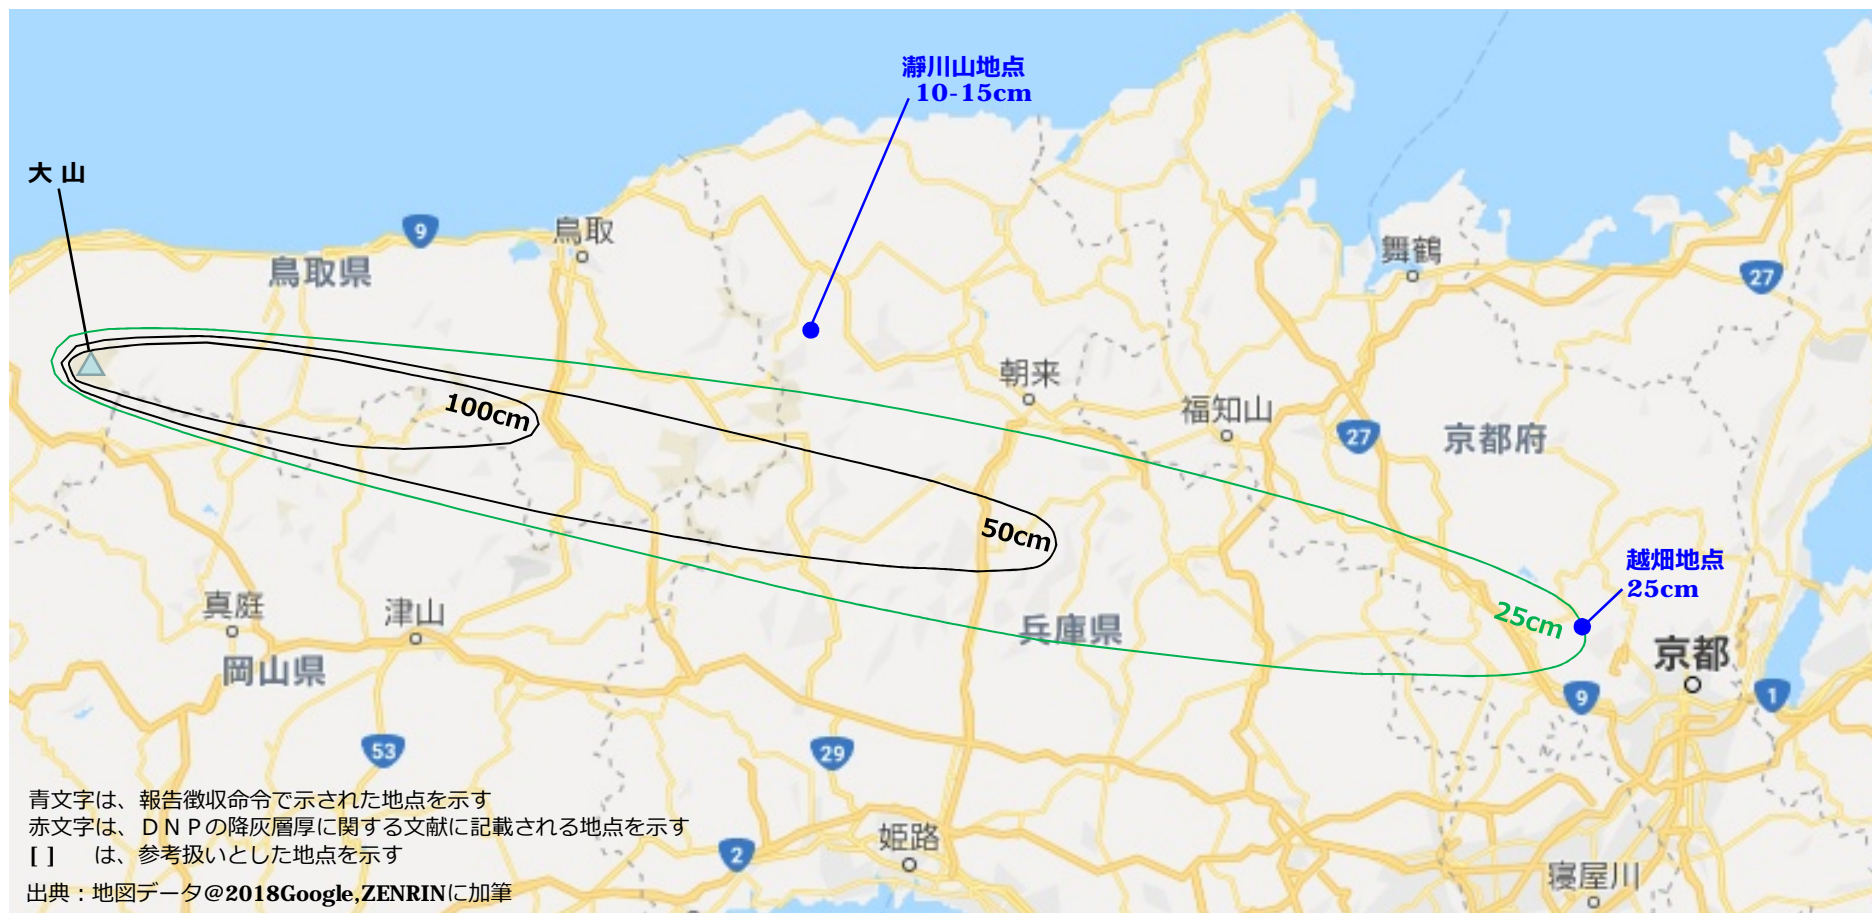 瀞川山地点
10-15cm
大 山
9
鳥取
鳥取県
舞鶴
27
朝来
福知山
100cm
27
京都府
50cm
越畑地点
25cm
25cm
真庭
津山
兵庫県
京都
岡山県
9
1
53
29
青文字は、報告徴収命令で示された地点を示す
赤文字は、ＤＮＰの降灰層厚に関する文献に記載される地点を示す
[ ] は、参考扱いとした地点を示す
2
姫路
寝屋川
出典：地図データ@2018Google,ZENRINに加筆